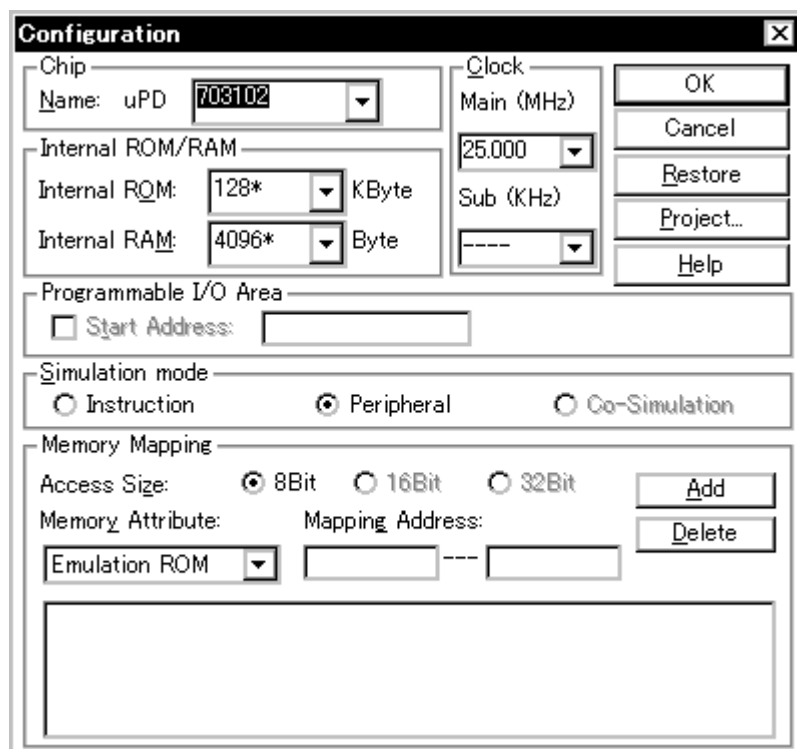 Configuration
Chip
Name: uPD 703102
Internal ROM/RAM
Internal ROM: 128* KByte
Internal RAM: 4096* Byte
Clock
Main (MHz)
25.000
Sub (KHz)
----
OK
Cancel
Restore
Project...
Help
Programmable I/O Area
Start Address:
Simulation mode
Instruction Peripheral Co-Simulation
Memory Mapping
Access Size: 8Bit 16Bit 32Bit
Memory Attribute: Mapping Address:
Emulation ROM ---
Add
Delete